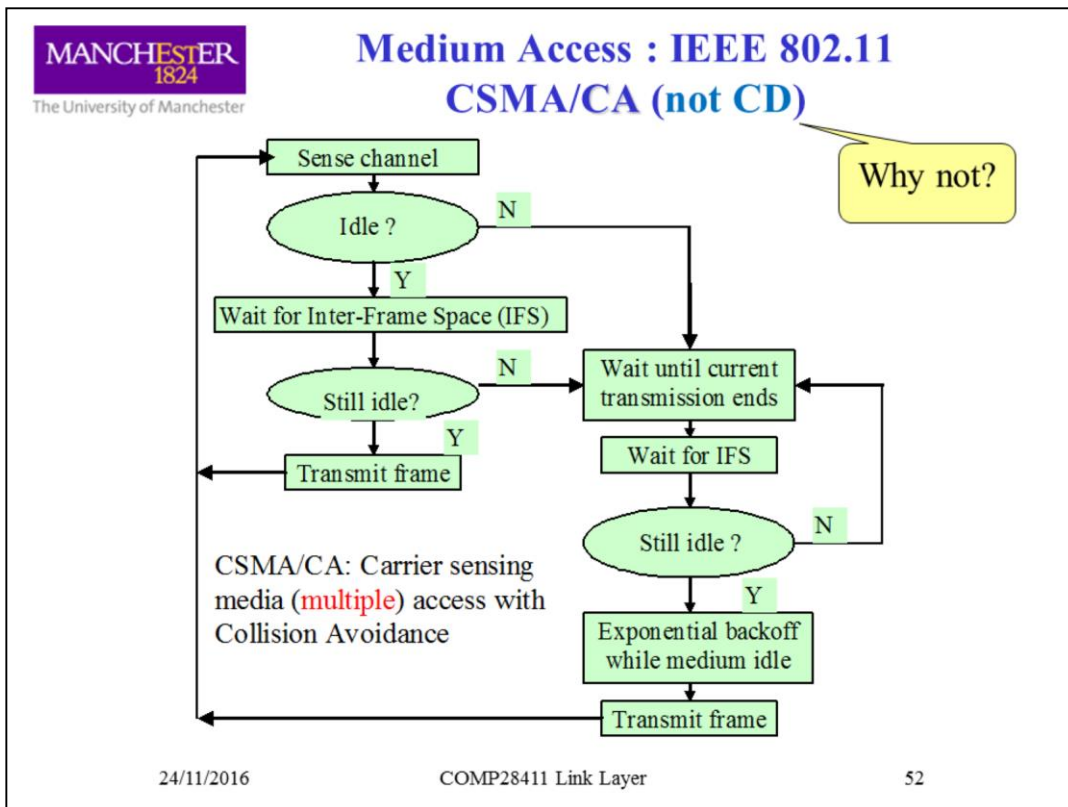 MANCHESTER
1824
The University of Manchester
Medium Access : IEEE 802.11
CSMA/CA (not CD)
Why not?
Sense channel
Idle ?
N
Y
Wait for Inter-Frame Space (IFS)
Still idle?
N
Y
Transmit frame
Wait until current
transmission ends
Wait for IFS
Still idle ?
N
Y
Exponential backoff
while medium idle
Transmit frame
CSMA/CA: Carrier sensing
media (multiple) access with
Collision Avoidance
24/11/2016
COMP28411 Link Layer
52